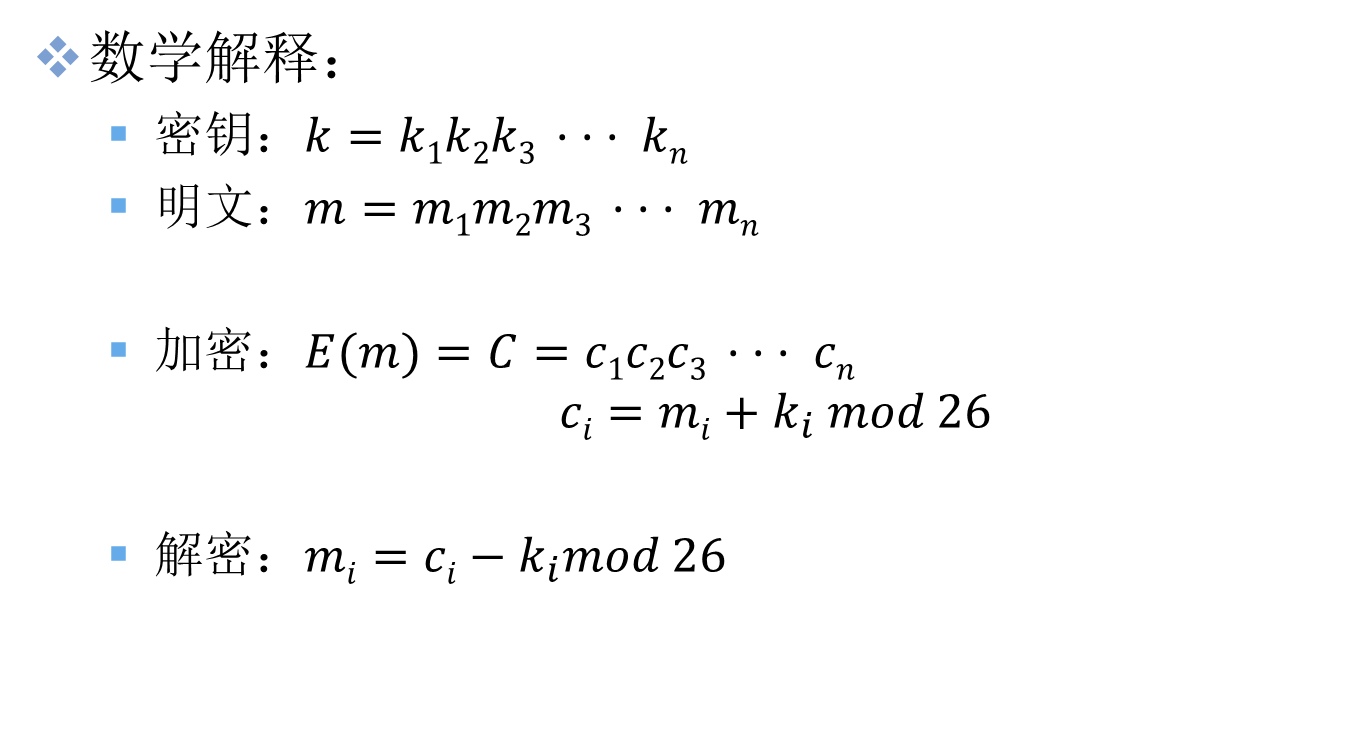 数学解释：
密钥：k = k₁k₂k₃ ··· kₙ
明文：m = m₁m₂m₃ ··· mₙ
加密：E(m) = C = c₁c₂c₃ ··· cₙ
cᵢ = mᵢ + kᵢ mod 26
解密：mᵢ = cᵢ − kᵢmod 26